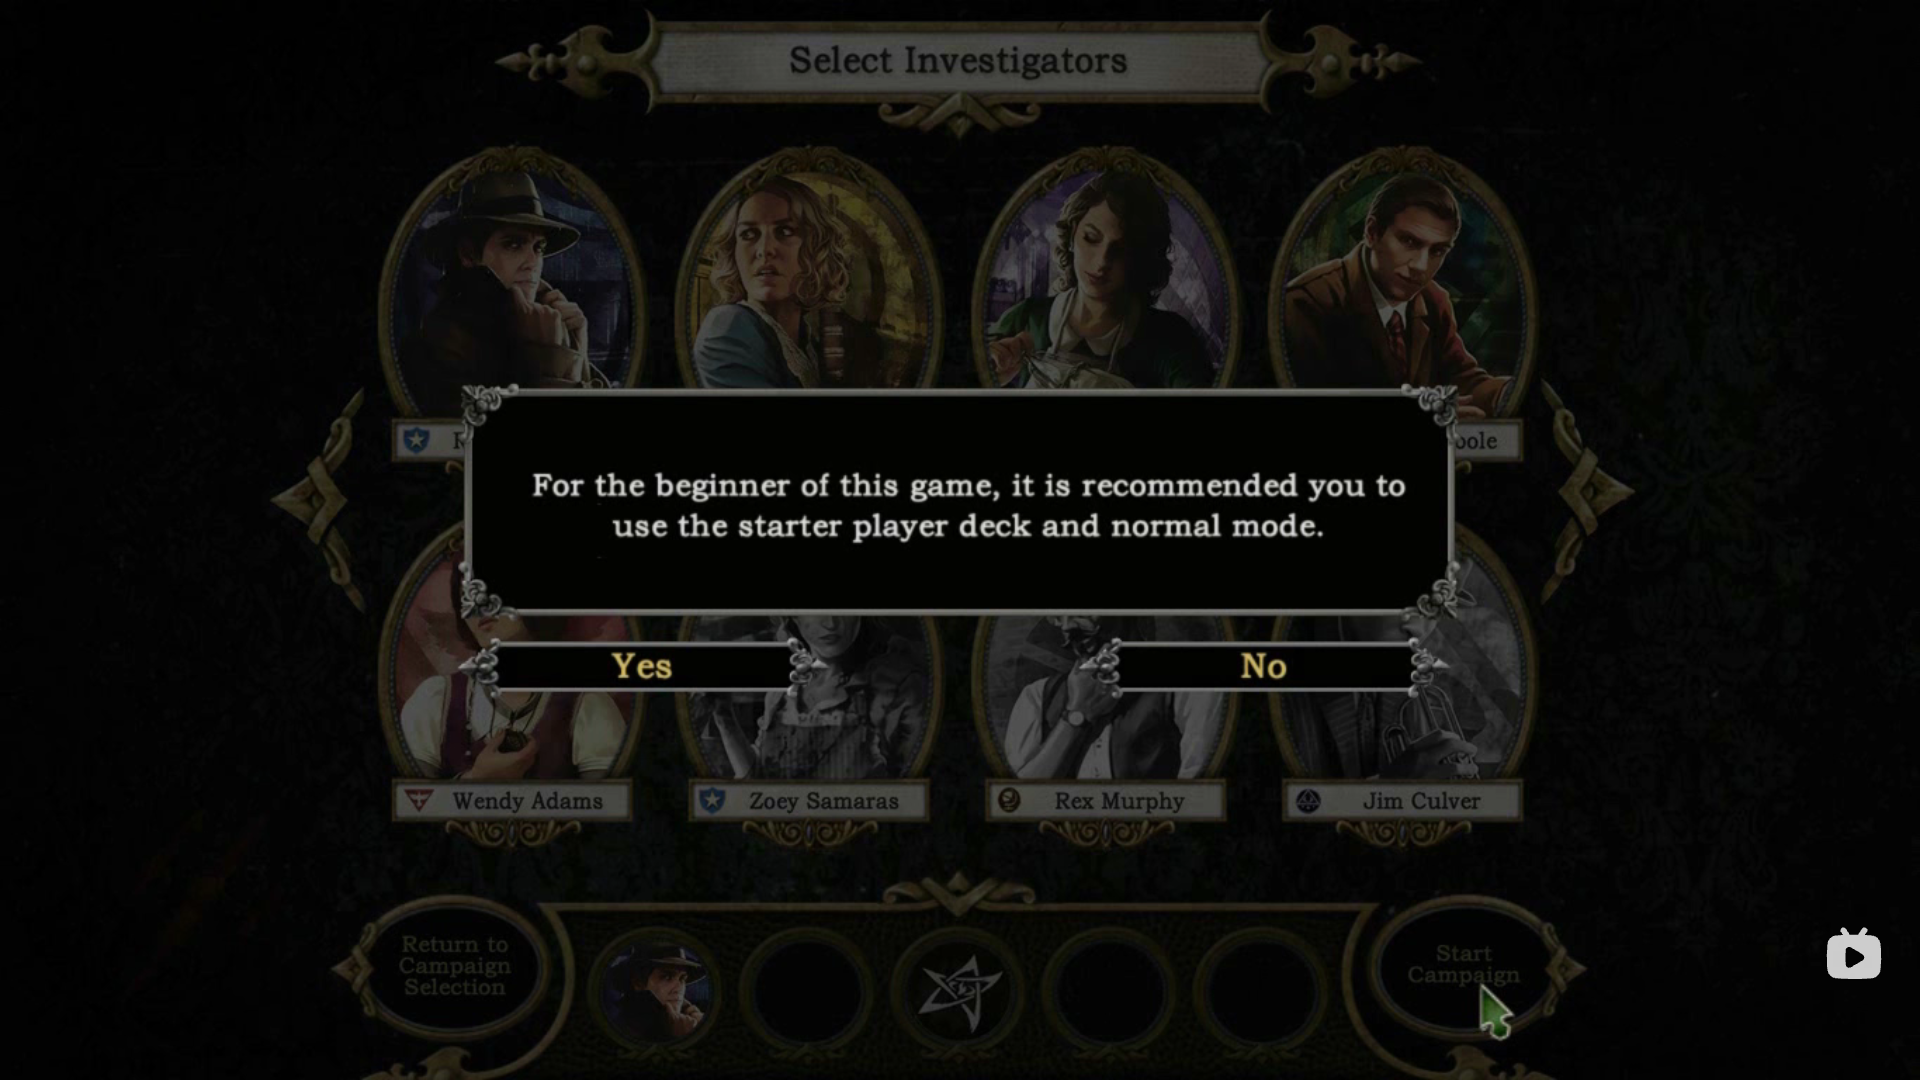 Select Investigators
For the beginner of this game, it is recommended you to
use the starter player deck and normal mode.
Yes
No
Wendy Adams
Zoey Samaras
Rex Murphy
Jim Culver
Return to
Campaign
Selection
Start
Campaign